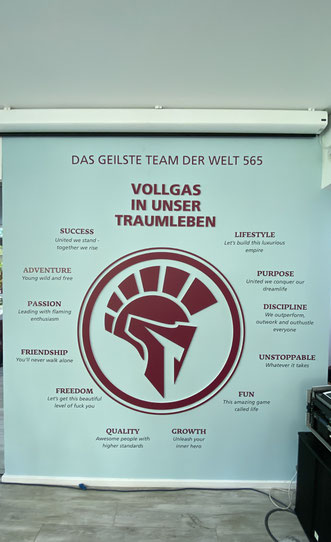 DAS GEILSTE TEAM DER WELT 565
VOLLGAS
IN UNSER
TRAUMLEBEN
SUCCESS
United we stand -
together we rise
ADVENTURE
Young wild and free
PASSION
Leading with flaming
enthusiasm
FRIENDSHIP
You'll never walk alone
FREEDOM
Let's get this beautiful
level of fuck you
QUALITY
Awesome people with
higher standards
GROWTH
Unleash your
inner hero
LIFESTYLE
Let's build this luxurious
empire
PURPOSE
United we conquer our
dreamlife
DISCIPLINE
We outperform,
outwork and outhustle
everyone
UNSTOPPABLE
Whatever it takes
FUN
This amazing game
called life